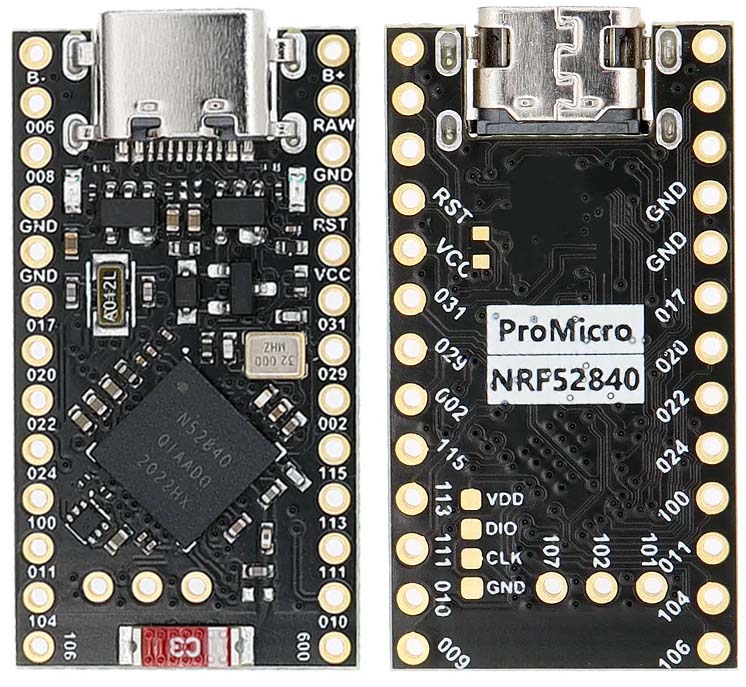 B-
B+
006
RAW
008
GND
GND
RST
GND
VCC
A012L
017
031
32 000
MHZ
020
029
022
002
N52840
QIAAD0
2022HX
024
115
100
113
011
111
104
010
106
009
C3
RST
GND
VCC
GND
031
017
ProMicro
NRF52840
029
020
002
022
115
024
113
VDD
100
DIO
111
CLK
107
102
101
011
GND
010
104
009
106